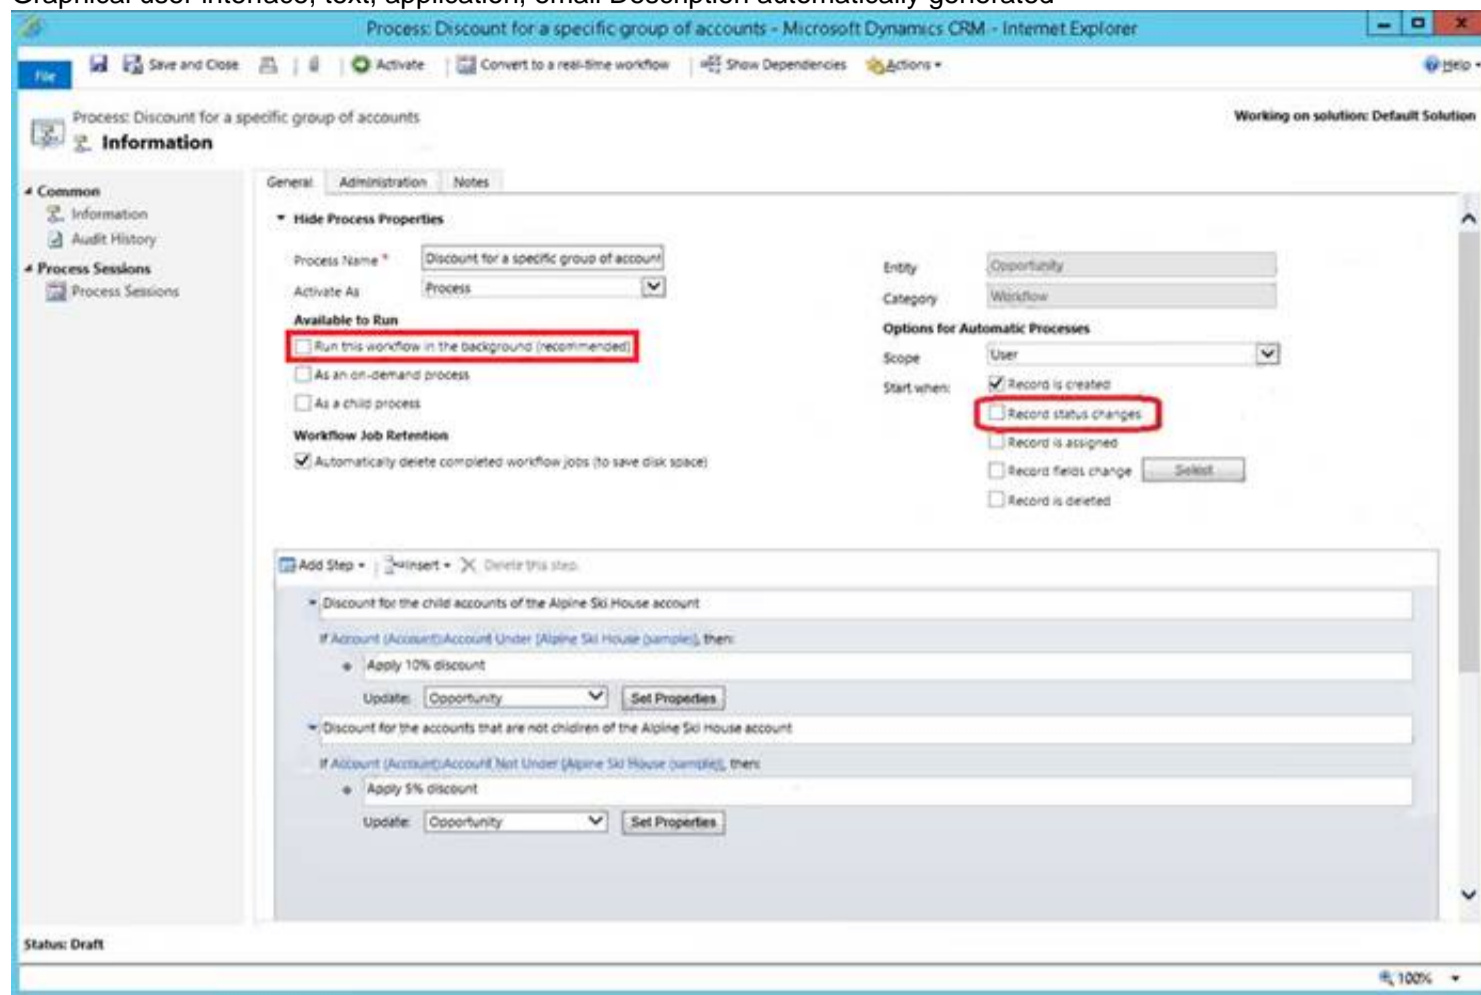 Graphical user interface, text, application, email Description automatically generated
Process: Discount for a specific group of accounts - Microsoft Dynamics CRM - Internet Explorer
File Save and Close Activate Convert to a real-time workflow Show Dependencies Actions Help
Process: Discount for a specific group of accounts
Information
Working on solution: Default Solution
Common
Information
Audit History
Process Sessions
Process Sessions
General Administration Notes
Hide Process Properties
Process Name * Discount for a specific group of account
Activate As Process
Available to Run
Run this workflow in the background (recommended)
As an on-demand process
As a child process
Workflow Job Retention
Automatically delete completed workflow jobs (to save disk space)
Entity Opportunity
Category Workflow
Options for Automatic Processes
Scope User
Start when: Record is created
Record status changes
Record is assigned
Record fields change Select
Record is deleted
Add Step Insert Delete this step.
Discount for the child accounts of the Alpine Ski House account
If Account (Account):Account Under [Alpine Ski House (sample)], then:
Apply 10% discount
Update: Opportunity Set Properties
Discount for the accounts that are not children of the Alpine Ski House account
If Account (Account):Account Not Under [Alpine Ski House (sample)], then:
Apply 5% discount
Update: Opportunity Set Properties
Status: Draft
100%